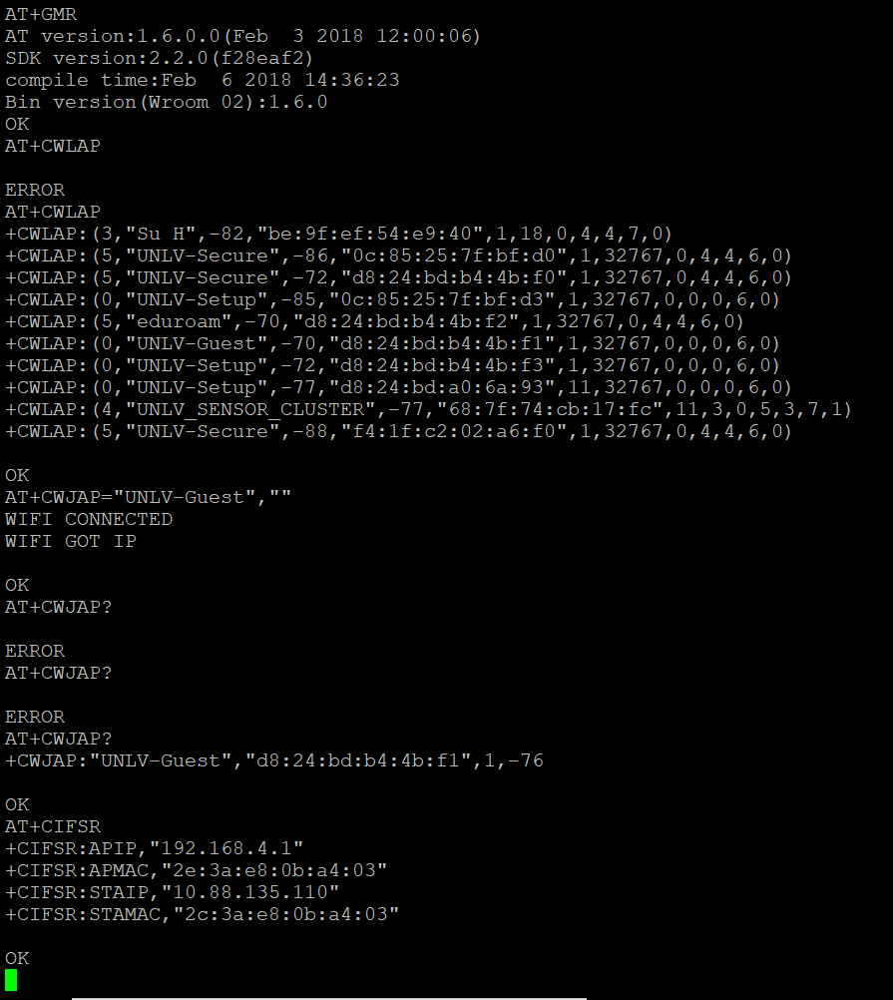 AT+GMR
AT version:1.6.0.0(Feb  3 2018 12:00:06)
SDK version:2.2.0(f28eaf2)
compile time:Feb  6 2018 14:36:23
Bin version(Wroom 02):1.6.0
OK
AT+CWLAP
ERROR
AT+CWLAP
+CWLAP:(3,"Su H",-82,"be:9f:ef:54:e9:40",1,18,0,4,4,7,0)
+CWLAP:(5,"UNLV-Secure",-86,"0c:85:25:7f:bf:d0",1,32767,0,4,4,6,0)
+CWLAP:(5,"UNLV-Secure",-72,"d8:24:bd:b4:4b:f0",1,32767,0,4,4,6,0)
+CWLAP:(0,"UNLV-Setup",-85,"0c:85:25:7f:bf:d3",1,32767,0,0,0,6,0)
+CWLAP:(5,"eduroam",-70,"d8:24:bd:b4:4b:f2",1,32767,0,4,4,6,0)
+CWLAP:(0,"UNLV-Guest",-70,"d8:24:bd:b4:4b:f1",1,32767,0,0,0,6,0)
+CWLAP:(0,"UNLV-Setup",-72,"d8:24:bd:b4:4b:f3",1,32767,0,0,0,6,0)
+CWLAP:(0,"UNLV-Setup",-77,"d8:24:bd:a0:6a:93",11,32767,0,0,0,6,0)
+CWLAP:(4,"UNLV_SENSOR_CLUSTER",-77,"68:7f:74:cb:17:fc",11,3,0,5,3,7,1)
+CWLAP:(5,"UNLV-Secure",-88,"f4:1f:c2:02:a6:f0",1,32767,0,4,4,6,0)
OK
AT+CWJAP="UNLV-Guest",""
WIFI CONNECTED
WIFI GOT IP
OK
AT+CWJAP?
ERROR
AT+CWJAP?
ERROR
AT+CWJAP?
+CWJAP:"UNLV-Guest","d8:24:bd:b4:4b:f1",1,-76
OK
AT+CIFSR
+CIFSR:APIP,"192.168.4.1"
+CIFSR:APMAC,"2e:3a:e8:0b:a4:03"
+CIFSR:STAIP,"10.88.135.110"
+CIFSR:STAMAC,"2c:3a:e8:0b:a4:03"
OK